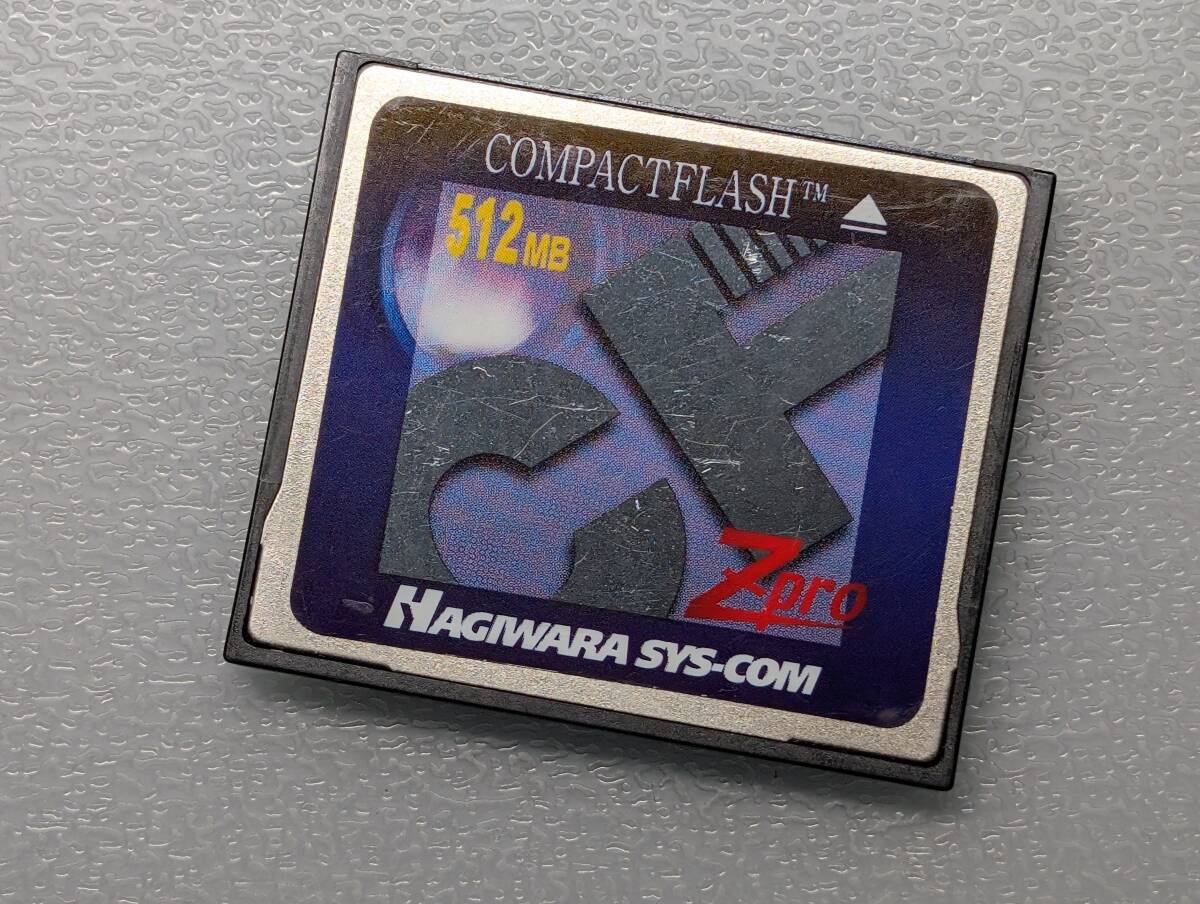 COMPACTFLASH™
512MB
Zpro
HAGIWARA SYS-COM